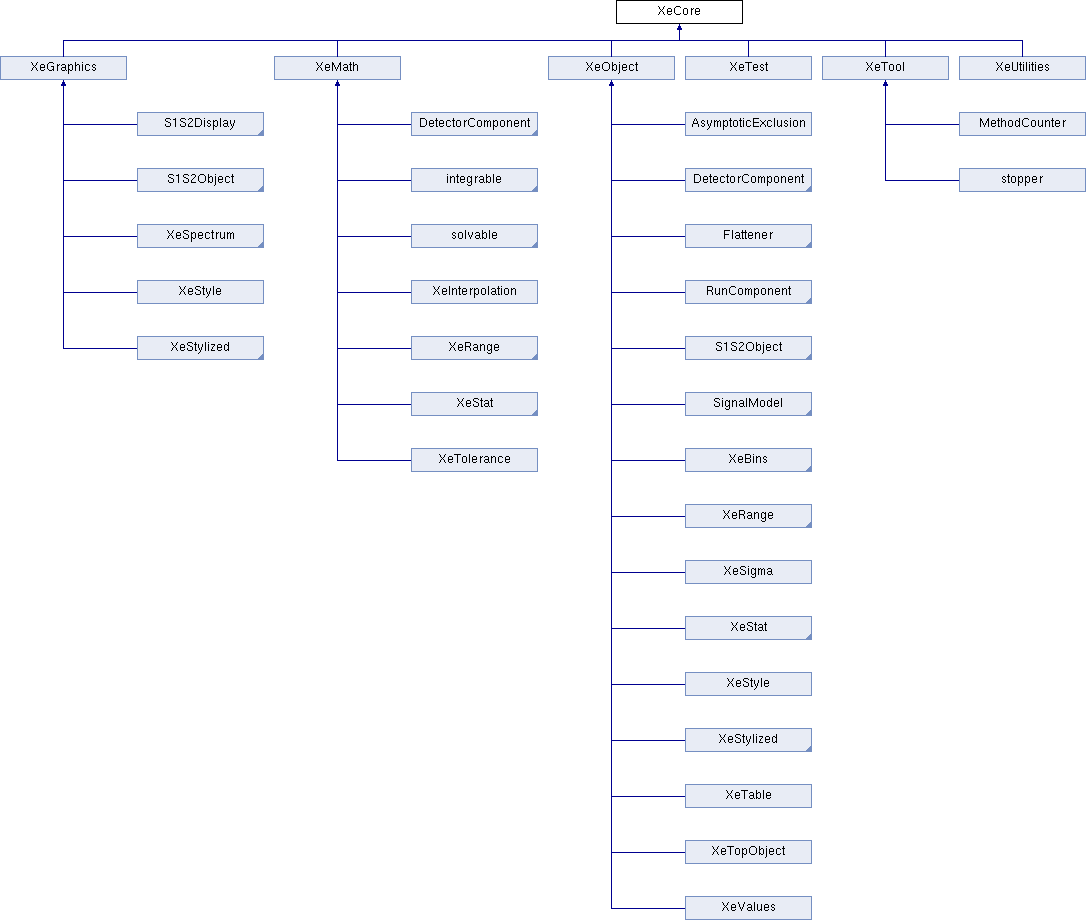 XeCore
XeGraphics
XeMath
XeObject
XeTest
XeTool
XeUtilities
S1S2Display
DetectorComponent
AsymptoticExclusion
MethodCounter
S1S2Object
integrable
DetectorComponent
stopper
XeSpectrum
solvable
Flattener
XeStyle
XeInterpolation
RunComponent
XeStylized
XeRange
S1S2Object
XeStat
SignalModel
XeTolerance
XeBins
XeRange
XeSigma
XeStat
XeStyle
XeStylized
XeTable
XeTopObject
XeValues